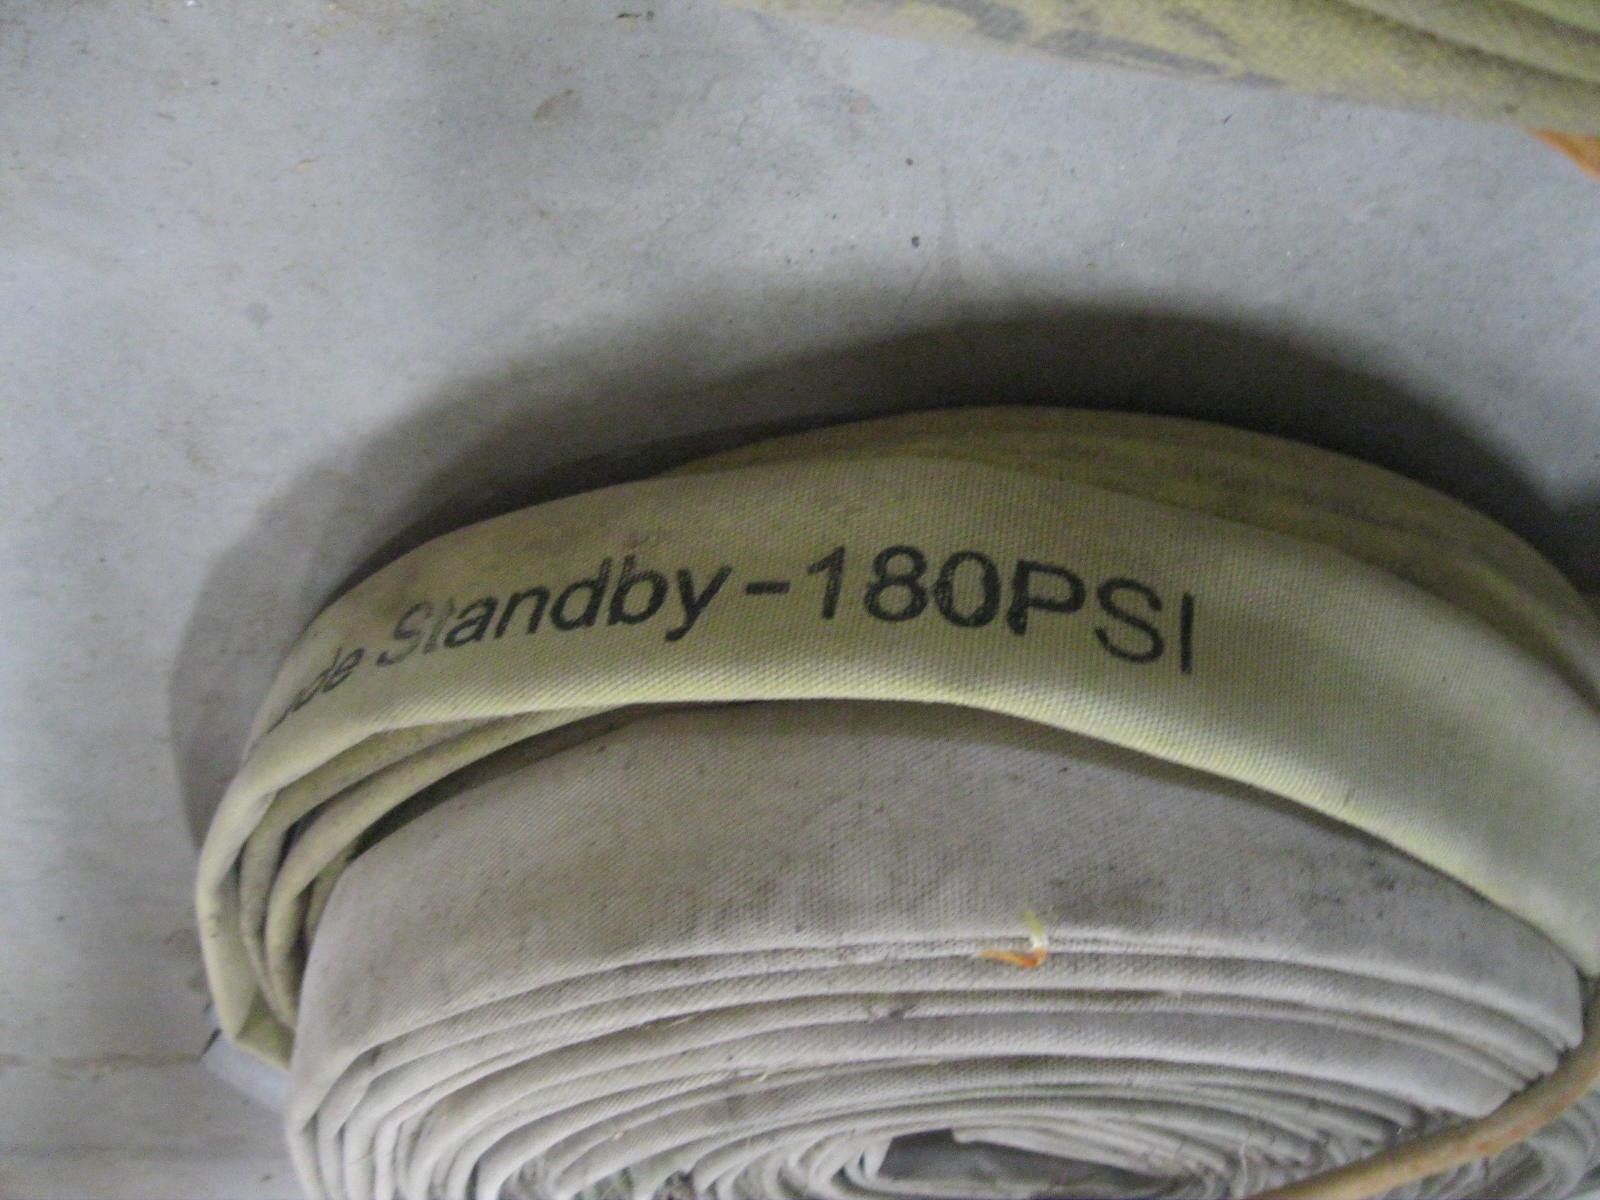 Standby - 180PSI